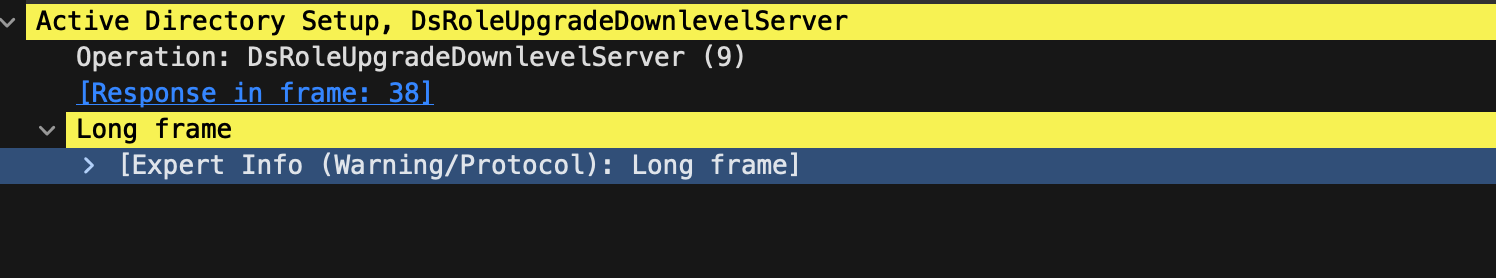 Active Directory Setup, DsRoleUpgradeDownlevelServer
Operation: DsRoleUpgradeDownlevelServer (9)
[Response in frame: 38]
Long frame
[Expert Info (Warning/Protocol): Long frame]